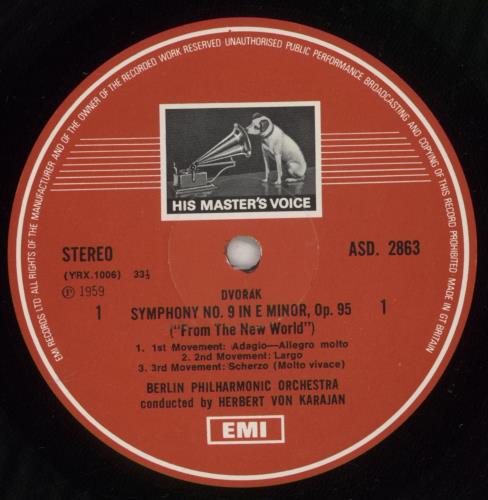 EMI RECORDS LTD ALL RIGHTS OF THE MANUFACTURER AND OF THE OWNER OF THE RECORDED WORK RESERVED UNAUTHORISED PUBLIC PERFORMANCE BROADCASTING AND COPYING OF THIS RECORD PROHIBITED MADE IN GT BRITAIN
HIS MASTER'S VOICE
STEREO
ASD. 2863
(YRX.1006) 33⅓
Ⓟ 1959
DVOŘÁK
1 SYMPHONY NO. 9 IN E MINOR, Op. 95 1
("From The New World")
1. 1st Movement: Adagio—Allegro molto
2. 2nd Movement: Largo
3. 3rd Movement: Scherzo (Molto vivace)
BERLIN PHILHARMONIC ORCHESTRA
conducted by HERBERT VON KARAJAN
EMI